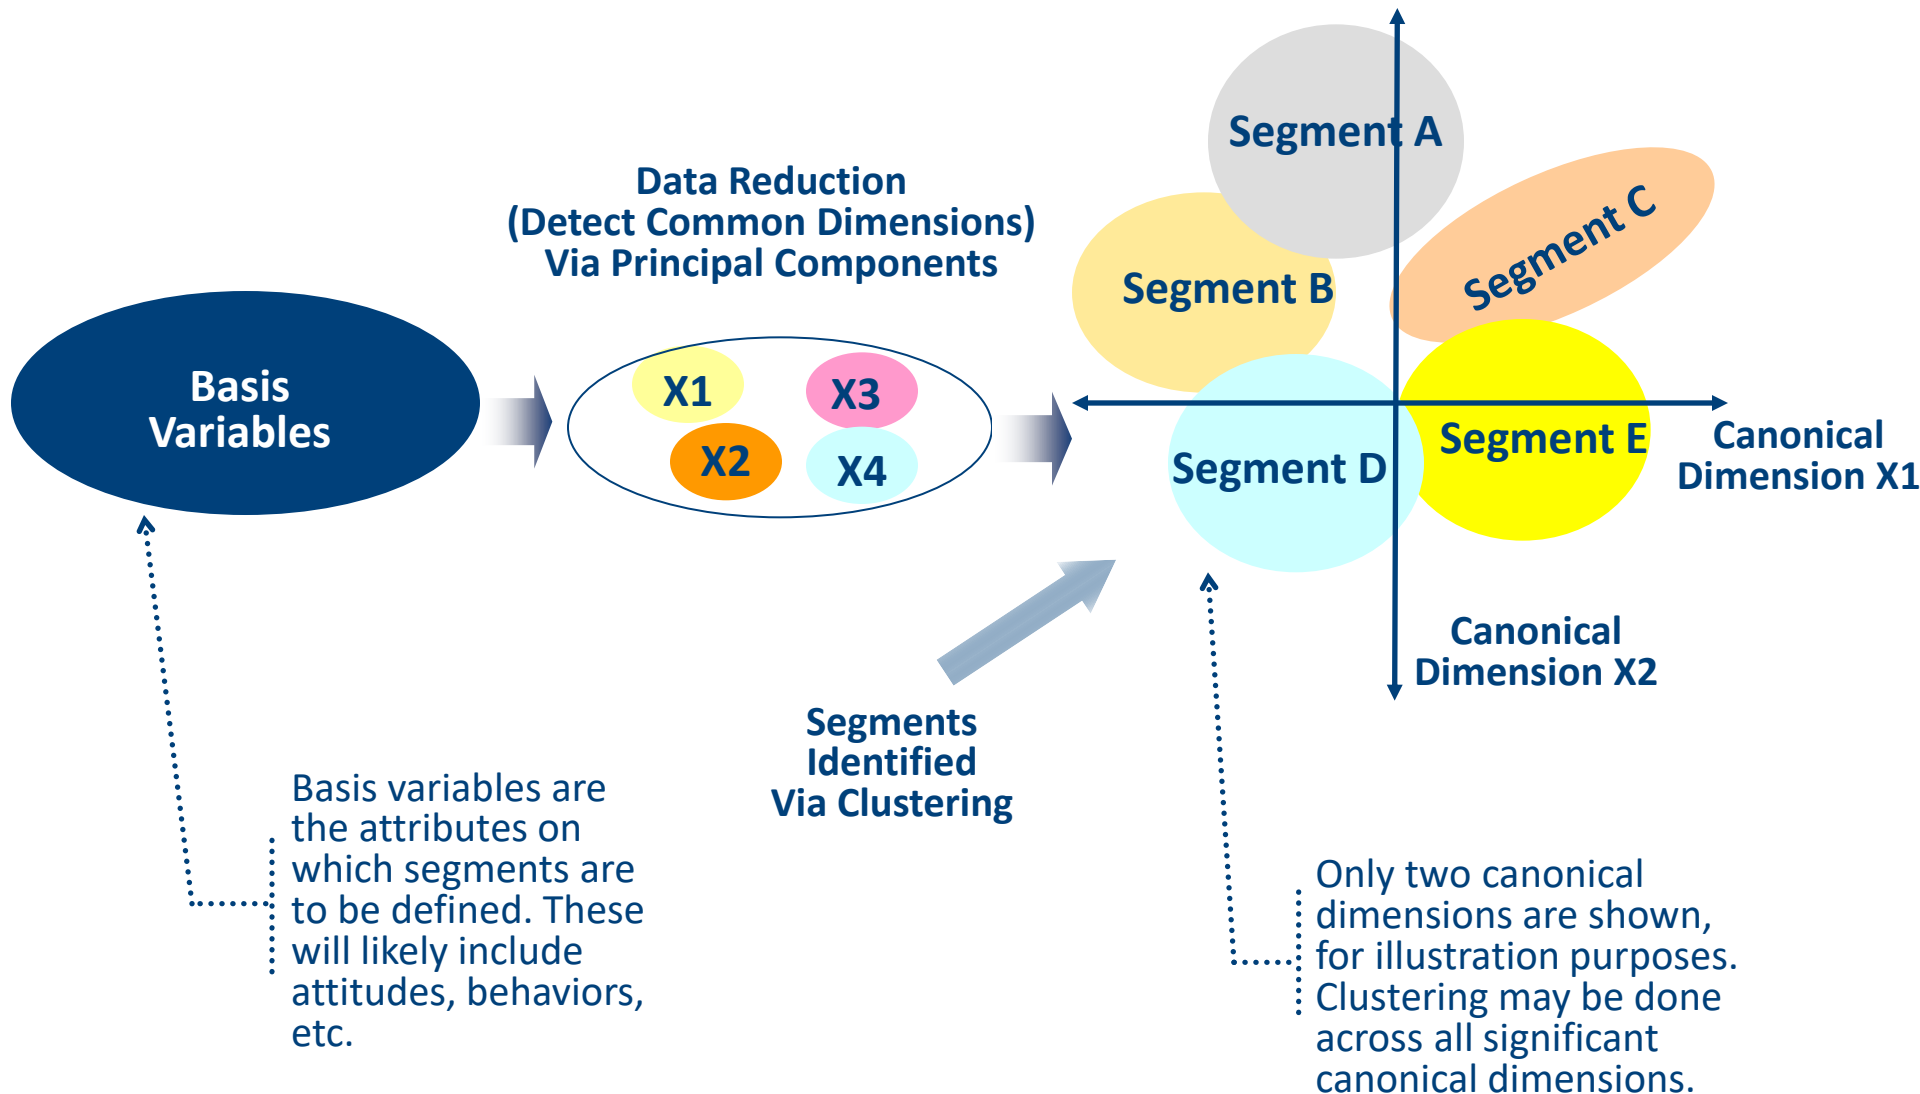 Basis
Variables
Data Reduction
(Detect Common Dimensions)
Via Principal Components
X1
X3
X2
X4
Segment A
Segment B
Segment C
Segment D
Segment E
Canonical
Dimension X1
Canonical
Dimension X2
Segments
Identified
Via Clustering
Basis variables are
the attributes on
which segments are
to be defined. These
will likely include
attitudes, behaviors,
etc.
Only two canonical
dimensions are shown,
for illustration purposes.
Clustering may be done
across all significant
canonical dimensions.